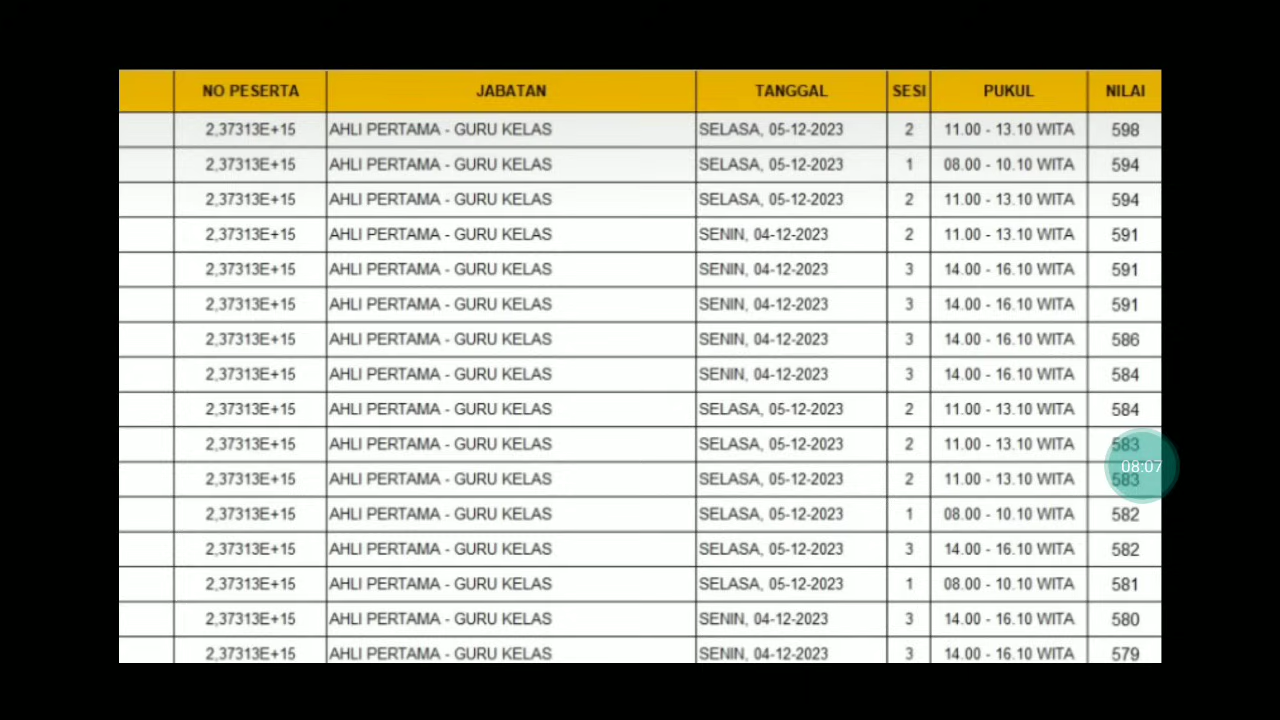 NO PESERTA JABATAN TANGGAL SESI PUKUL NILAI
2,37313E+15 AHLI PERTAMA - GURU KELAS SELASA, 05-12-2023 2 11.00 - 13.10 WITA 598
2,37313E+15 AHLI PERTAMA - GURU KELAS SELASA, 05-12-2023 1 08.00 - 10.10 WITA 594
2,37313E+15 AHLI PERTAMA - GURU KELAS SELASA, 05-12-2023 2 11.00 - 13.10 WITA 594
2,37313E+15 AHLI PERTAMA - GURU KELAS SENIN, 04-12-2023 2 11.00 - 13.10 WITA 591
2,37313E+15 AHLI PERTAMA - GURU KELAS SENIN, 04-12-2023 3 14.00 - 16.10 WITA 591
2,37313E+15 AHLI PERTAMA - GURU KELAS SENIN, 04-12-2023 3 14.00 - 16.10 WITA 591
2,37313E+15 AHLI PERTAMA - GURU KELAS SENIN, 04-12-2023 3 14.00 - 16.10 WITA 586
2,37313E+15 AHLI PERTAMA - GURU KELAS SENIN, 04-12-2023 3 14.00 - 16.10 WITA 584
2,37313E+15 AHLI PERTAMA - GURU KELAS SELASA, 05-12-2023 2 11.00 - 13.10 WITA 584
2,37313E+15 AHLI PERTAMA - GURU KELAS SELASA, 05-12-2023 2 11.00 - 13.10 WITA 583
08:07
2,37313E+15 AHLI PERTAMA - GURU KELAS SELASA, 05-12-2023 2 11.00 - 13.10 WITA 583
2,37313E+15 AHLI PERTAMA - GURU KELAS SELASA, 05-12-2023 1 08.00 - 10.10 WITA 582
2,37313E+15 AHLI PERTAMA - GURU KELAS SELASA, 05-12-2023 3 14.00 - 16.10 WITA 582
2,37313E+15 AHLI PERTAMA - GURU KELAS SELASA, 05-12-2023 1 08.00 - 10.10 WITA 581
2,37313E+15 AHLI PERTAMA - GURU KELAS SENIN, 04-12-2023 3 14.00 - 16.10 WITA 580
2,37313E+15 AHLI PERTAMA - GURU KELAS SENIN, 04-12-2023 3 14.00 - 16.10 WITA 579